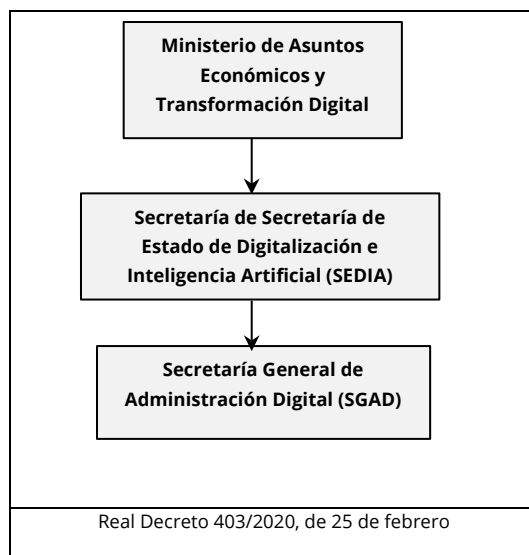 Ministerio de Asuntos
Económicos y
Transformación Digital
Secretaría de Secretaría de
Estado de Digitalización e
Inteligencia Artificial (SEDIA)
Secretaría General de
Administración Digital (SGAD)
Real Decreto 403/2020, de 25 de febrero